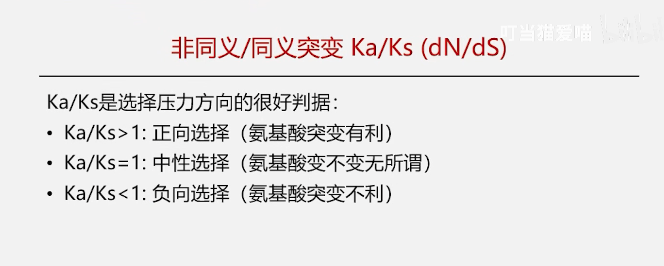 叮当猫爱喵
非同义/同义突变 Ka/Ks (dN/dS)
Ka/Ks是选择压力方向的很好判据：
• Ka/Ks>1: 正向选择（氨基酸突变有利）
• Ka/Ks=1: 中性选择（氨基酸变不变无所谓）
• Ka/Ks<1: 负向选择（氨基酸突变不利）